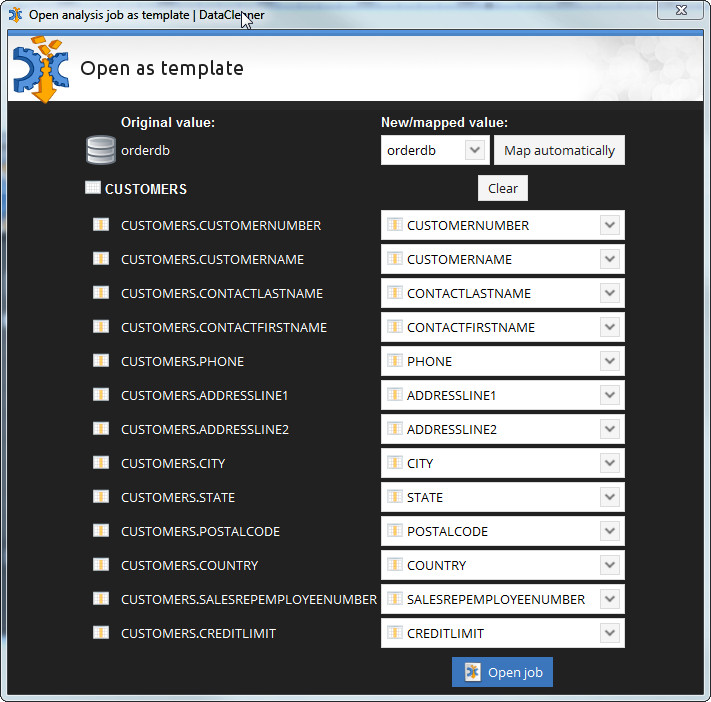 Open analysis job as template | DataCleaner
Open as template
Original value: New/mapped value:
orderdb orderdb Map automatically
CUSTOMERS Clear
CUSTOMERS.CUSTOMERNUMBER CUSTOMERNUMBER
CUSTOMERS.CUSTOMERNAME CUSTOMERNAME
CUSTOMERS.CONTACTLASTNAME CONTACTLASTNAME
CUSTOMERS.CONTACTFIRSTNAME CONTACTFIRSTNAME
CUSTOMERS.PHONE PHONE
CUSTOMERS.ADDRESSLINE1 ADDRESSLINE1
CUSTOMERS.ADDRESSLINE2 ADDRESSLINE2
CUSTOMERS.CITY CITY
CUSTOMERS.STATE STATE
CUSTOMERS.POSTALCODE POSTALCODE
CUSTOMERS.COUNTRY COUNTRY
CUSTOMERS.SALESREPEMPLOYEENUMBER SALESREPEMPLOYEENUMBER
CUSTOMERS.CREDITLIMIT CREDITLIMIT
Open job